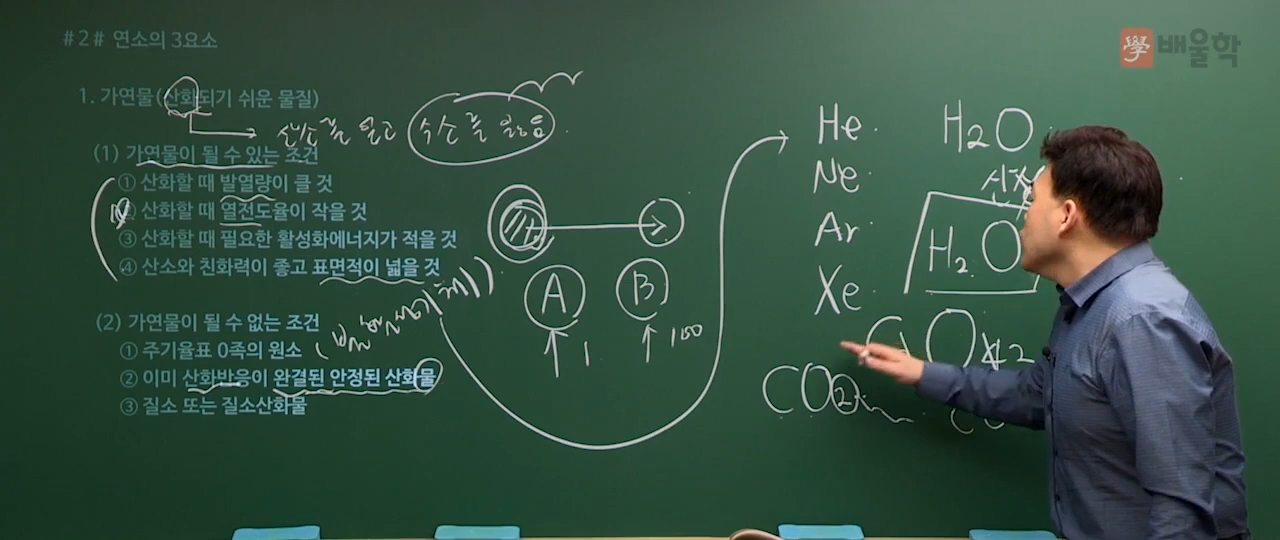 #2# 연소의 3요소
學 배울학
1. 가연물(산화되기 쉬운 물질)
산소를 얻고 수소를 잃음
(1) 가연물이 될 수 있는 조건
① 산화할 때 발열량이 클 것
② 산화할 때 열전도율이 작을 것
③ 산화할 때 필요한 활성화에너지가 적을 것
④ 산소와 친화력이 좋고 표면적이 넓을 것
(2) 가연물이 될 수 없는 조건
① 주기율표 0족의 원소
② 이미 산화반응이 완결된 안정된 산화물
③ 질소 또는 질소산화물
A B
1 100
He
Ne
Ar
Xe
CO2
H2O
H2O